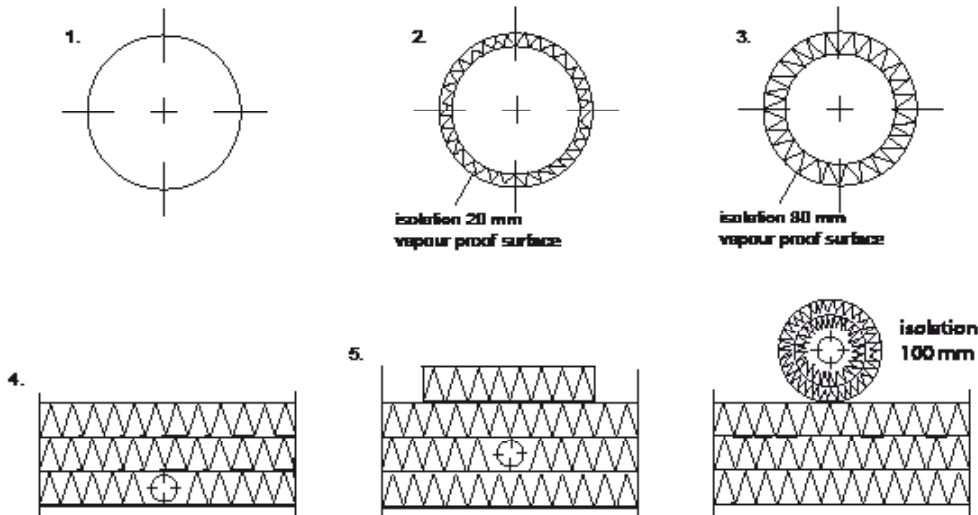 1.
2.
3.
isolation 20 mm
vapour proof surface
isolation 80 mm
vapour proof surface
4.
5.
isolation
100 mm